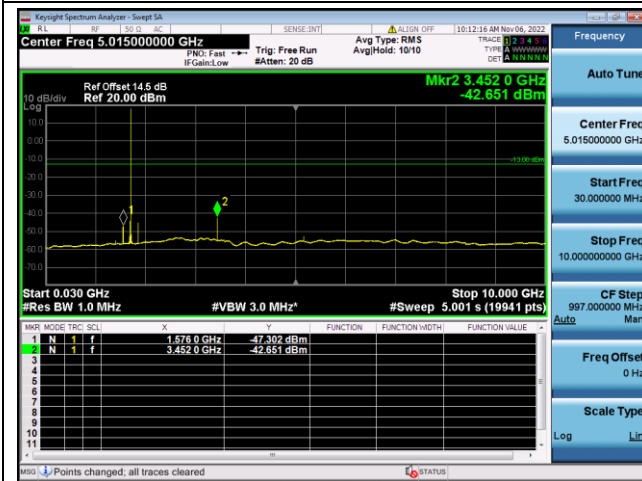 Keysight Spectrum Analyzer - Swept SA
RL RF 50 Ω AC SENSE:INT ALIGN OFF 10:12:16 AM Nov 06, 2022
Center Freq 5.015000000 GHz
PNO: Fast
IFGain:Low
Trig: Free Run
#Atten: 20 dB
Avg Type: RMS
Avg|Hold: 10/10
TRACE 1 2 3 4 5 6
TYPE A WWWWW
DET A N N N N N
Frequency
Mkr2 3.452 0 GHz
-42.651 dBm
Ref Offset 14.5 dB
Ref 20.00 dBm
10 dB/div
Log
10.0
0.00
-10.0
-20.0
-30.0
-40.0
-50.0
-60.0
-70.0
-13.00 dBm
1
2
Start 0.030 GHz
Stop 10.000 GHz
#Res BW 1.0 MHz
#VBW 3.0 MHz*
#Sweep 5.001 s (19941 pts)
MKR MODE TRC SCL X Y FUNCTION FUNCTION WIDTH FUNCTION VALUE
1 N 1 f 1.576 0 GHz -47.302 dBm
2 N 1 f 3.452 0 GHz -42.651 dBm
3
4
5
6
7
8
9
10
11
MSG Points changed; all traces cleared
STATUS
Auto Tune
Center Freq
5.015000000 GHz
Start Freq
30.000000 MHz
Stop Freq
10.000000000 GHz
CF Step
997.000000 MHz
Auto Man
Freq Offset
0 Hz
Scale Type
Log Lin